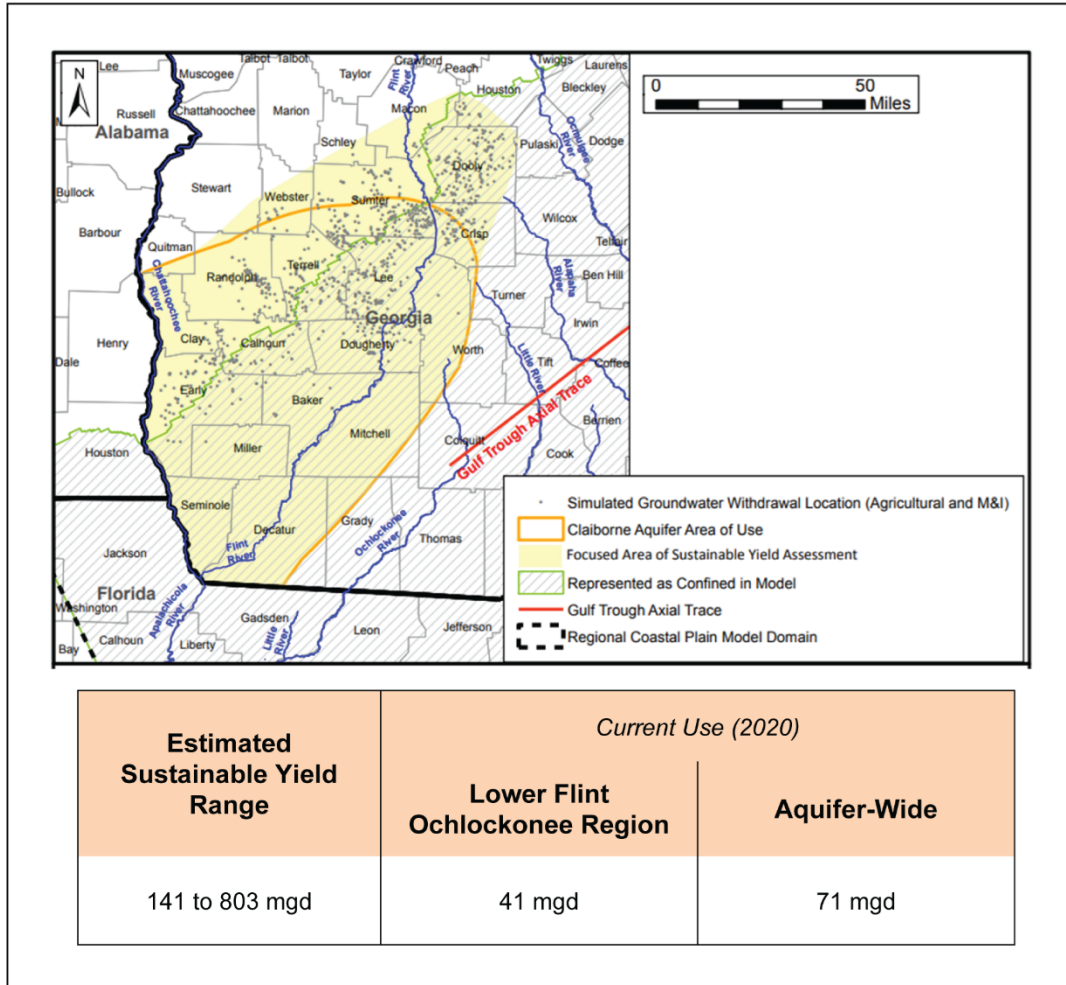 N
Lee
Talbot
Talbot
Crawford
Peach
Twiggs
Laurens
Muscogee
Taylor
Houston
Bleckley
Flint
River
Macon
Russell
Chattahoochee
Marion
Alabama
Schley
Dooly
Pulaski
Dodge
Ocmulgee
River
Bullock
Stewart
Webster
Sumter
Wilcox
Barbour
Quitman
Crisp
Telfair
Randolph
Terrell
Lee
Alapaha
River
Ben Hill
Chattahoochee
River
Turner
Georgia
Irwin
Henry
Clay
Calhoun
Dougherty
Worth
Little River
Tift
Coffee
Dale
Early
Baker
Gulf Trough Axial Trace
Berrien
Mitchell
Colquitt
Houston
Miller
Cook
Seminole
Decatur
Grady
Thomas
Flint
River
Ochlockonee
River
Jackson
Florida
Washington
Apalachicola
River
Gadsden
Little
River
Calhoun
Liberty
Leon
Jefferson
Bay
0 50
Miles
Simulated Groundwater Withdrawal Location (Agricultural and M&I)
Claiborne Aquifer Area of Use
Focused Area of Sustainable Yield Assessment
Represented as Confined in Model
Gulf Trough Axial Trace
Regional Coastal Plain Model Domain
Estimated
Sustainable Yield
Range
Current Use (2020)
Lower Flint
Ochlockonee Region
Aquifer-Wide
141 to 803 mgd
41 mgd
71 mgd